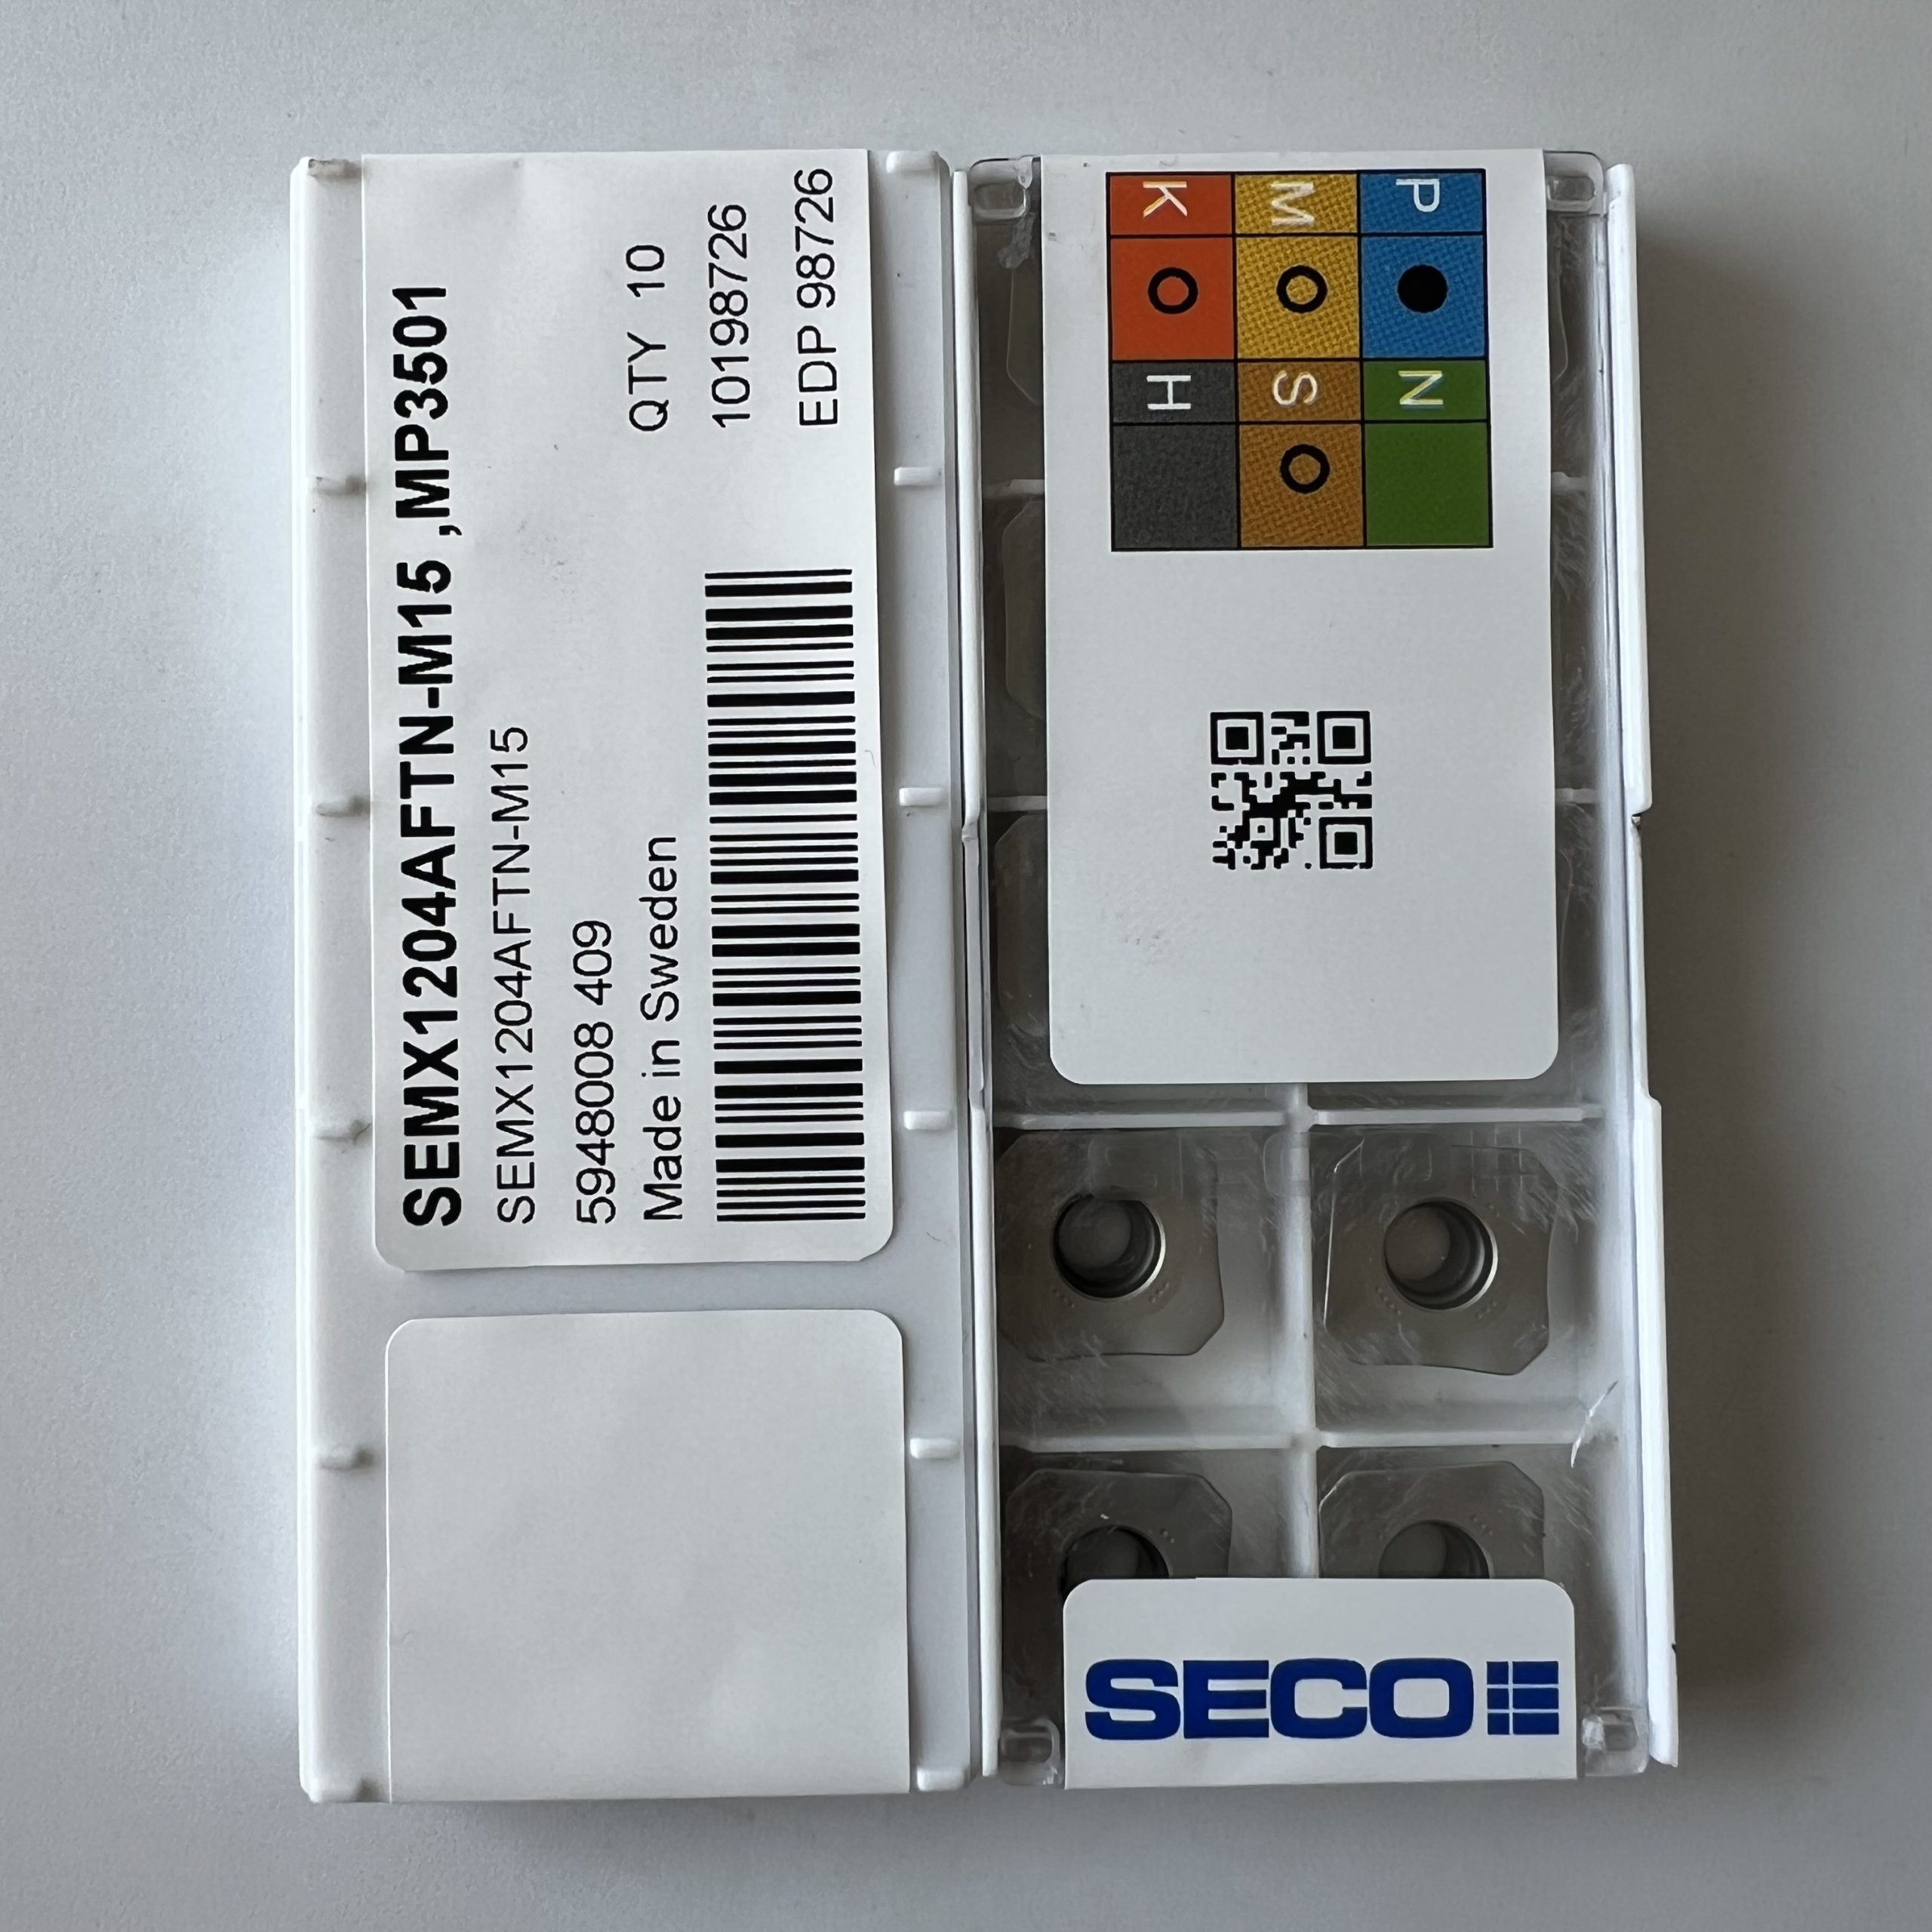 SEMX1204AFTN-M15 ,MP3501
SEMX1204AFTN-M15
5948008 409
QTY 10
Made in Sweden
10198726
EDP 98726
P M K
N S H
SECO